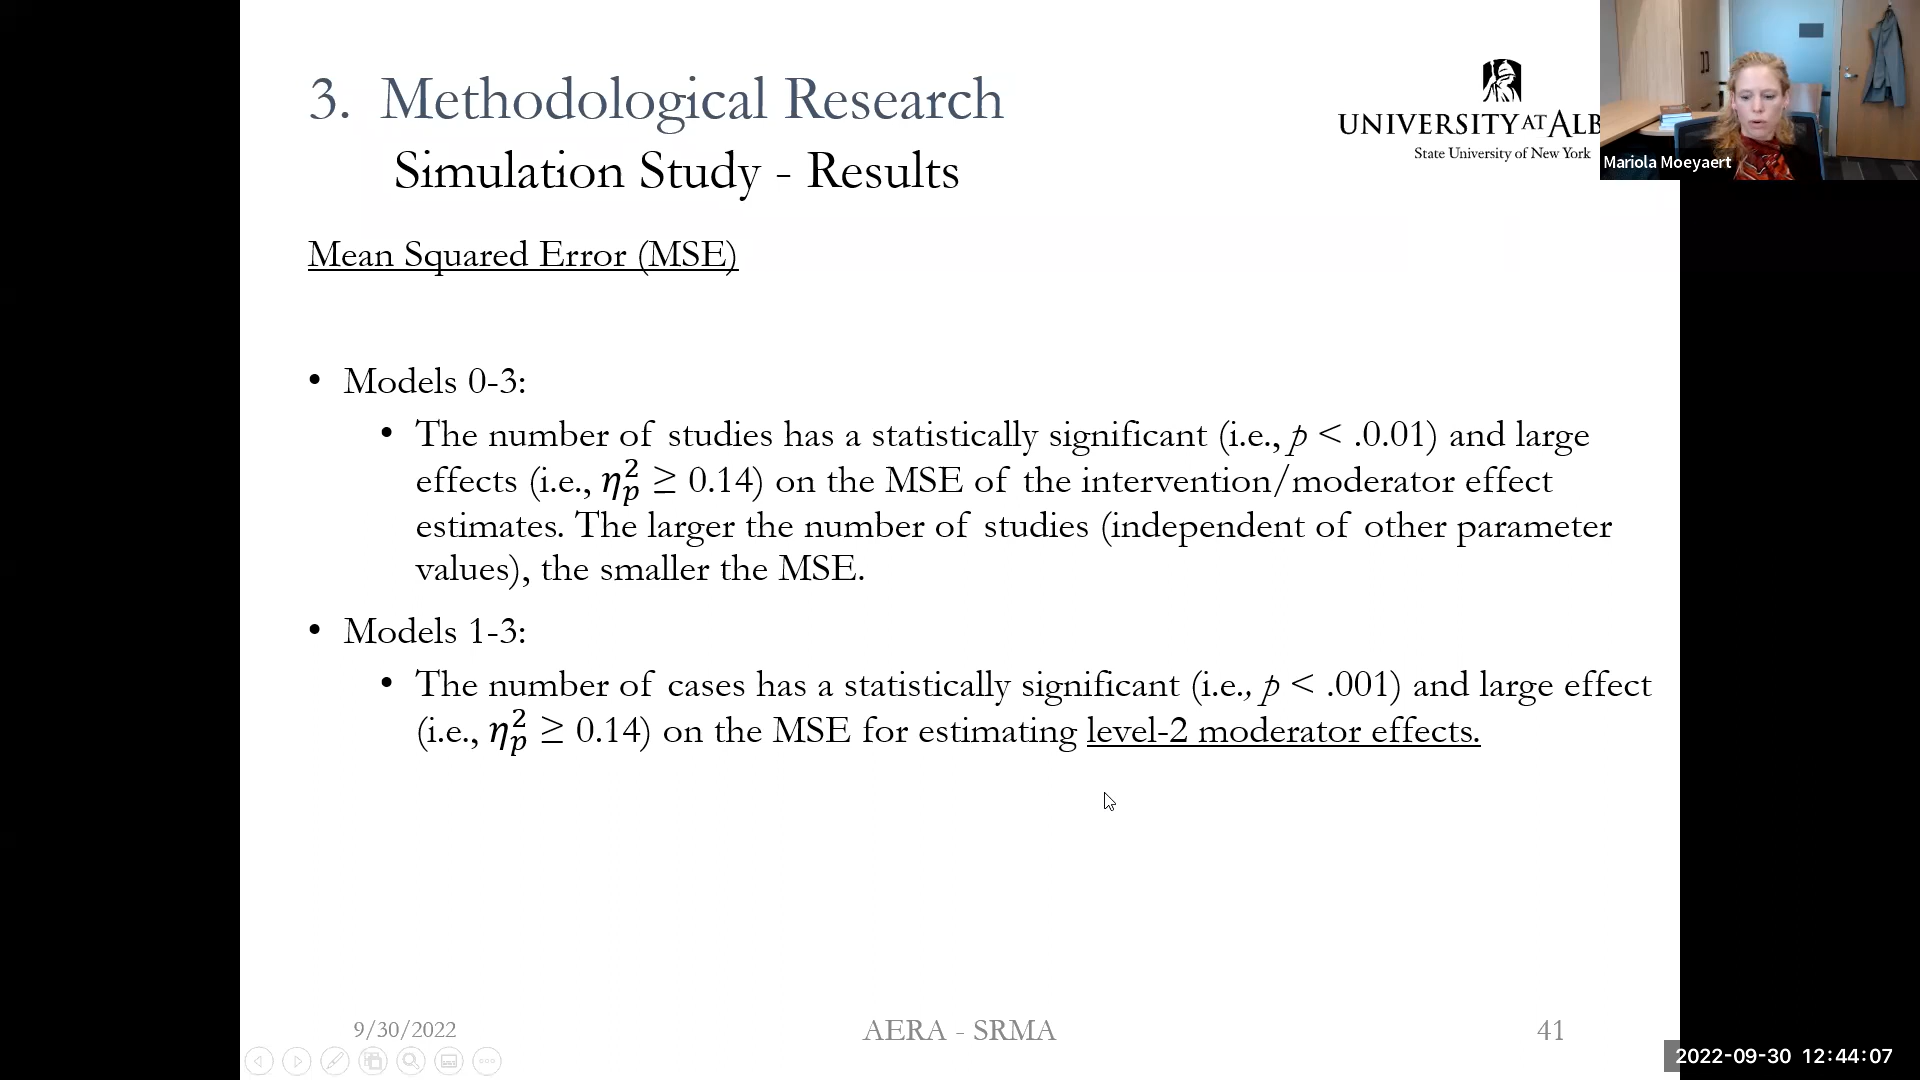 3. Methodological Research
Simulation Study - Results
UNIVERSITY AT ALB
State University of New York
Mariola Moeyaert
Mean Squared Error (MSE)
• Models 0-3:
• The number of studies has a statistically significant (i.e., p < .0.01) and large
effects (i.e., η²ₚ ≥ 0.14) on the MSE of the intervention/moderator effect
estimates. The larger the number of studies (independent of other parameter
values), the smaller the MSE.
• Models 1-3:
• The number of cases has a statistically significant (i.e., p < .001) and large effect
(i.e., η²ₚ ≥ 0.14) on the MSE for estimating level-2 moderator effects.
9/30/2022
AERA - SRMA
41
2022-09-30 12:44:07